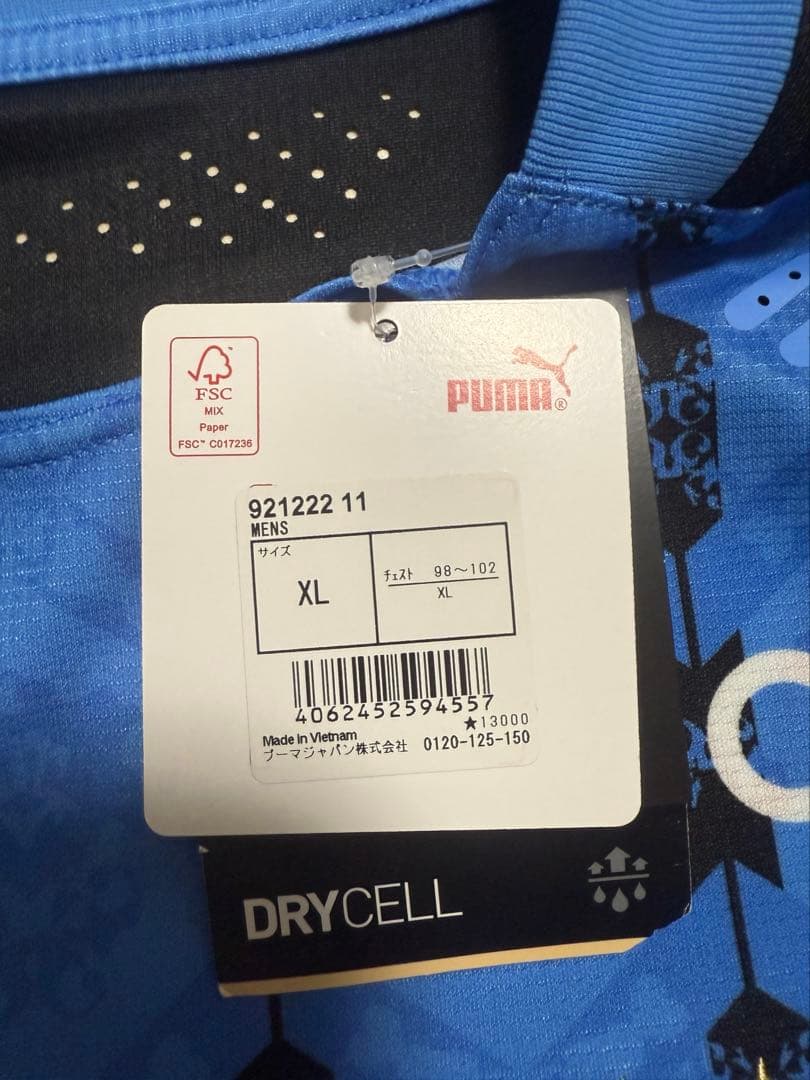 FSC
MIX
Paper
FSC™ C017236
PUMA®
921222 11
MENS
サイズ
XL
チェスト 98～102
XL
4062452594557
★13000
Made in Vietnam
プーマジャパン株式会社 0120-125-150
DRYCELL